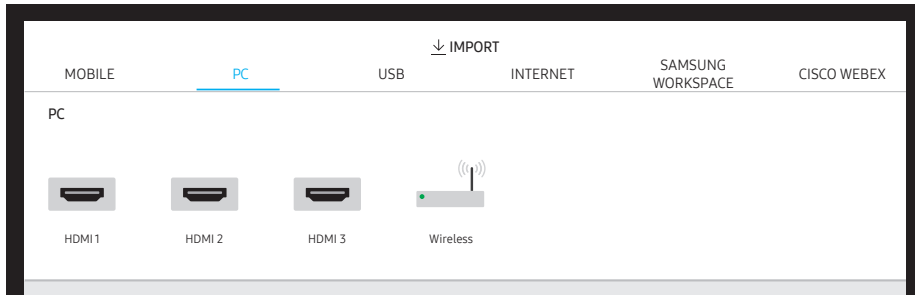 IMPORT
MOBILE
PC
USB
INTERNET
SAMSUNG
WORKSPACE
CISCO WEBEX
PC
HDMI 1
HDMI 2
HDMI 3
Wireless